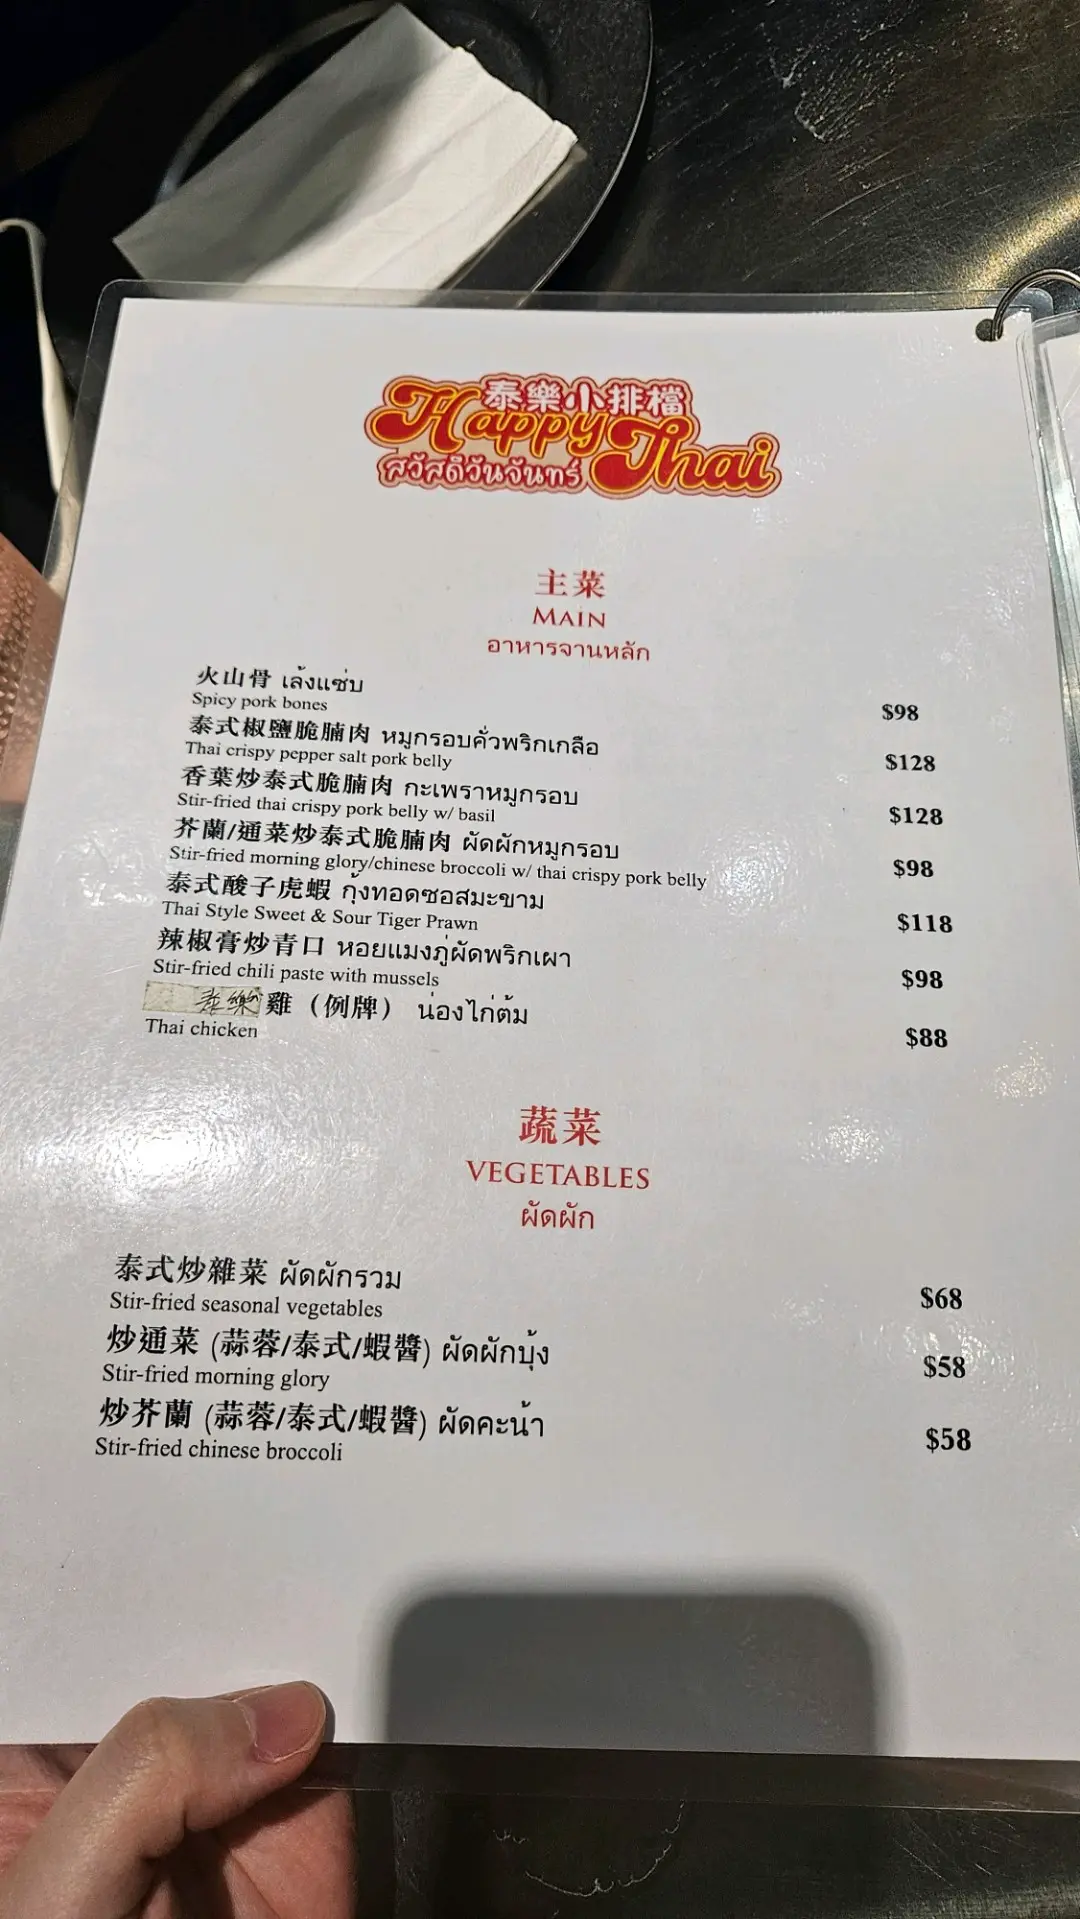 泰樂小排檔
Happy Thai
สวัสดีวันจันทร์
主菜
MAIN
อาหารจานหลัก
火山骨 เล้งแซ่บ
Spicy pork bones
$98
泰式椒鹽脆腩肉 หมูกรอบคั่วพริกเกลือ
Thai crispy pepper salt pork belly
$128
香葉炒泰式脆腩肉 กะเพราหมูกรอบ
Stir-fried thai crispy pork belly w/ basil
$128
芥蘭/通菜炒泰式脆腩肉 ผัดผักหมูกรอบ
Stir-fried morning glory/chinese broccoli w/ thai crispy pork belly
$98
泰式酸子虎蝦 กุ้งทอดซอสมะขาม
Thai Style Sweet & Sour Tiger Prawn
$118
辣椒膏炒青口 หอยแมงภู่ผัดพริกเผา
Stir-fried chili paste with mussels
$98
泰樂雞（例牌） น่องไก่ต้ม
Thai chicken
$88
蔬菜
VEGETABLES
ผัดผัก
泰式炒雜菜 ผัดผักรวม
Stir-fried seasonal vegetables
$68
炒通菜 (蒜蓉/泰式/蝦醬) ผัดผักบุ้ง
Stir-fried morning glory
$58
炒芥蘭 (蒜蓉/泰式/蝦醬) ผัดคะน้า
Stir-fried chinese broccoli
$58